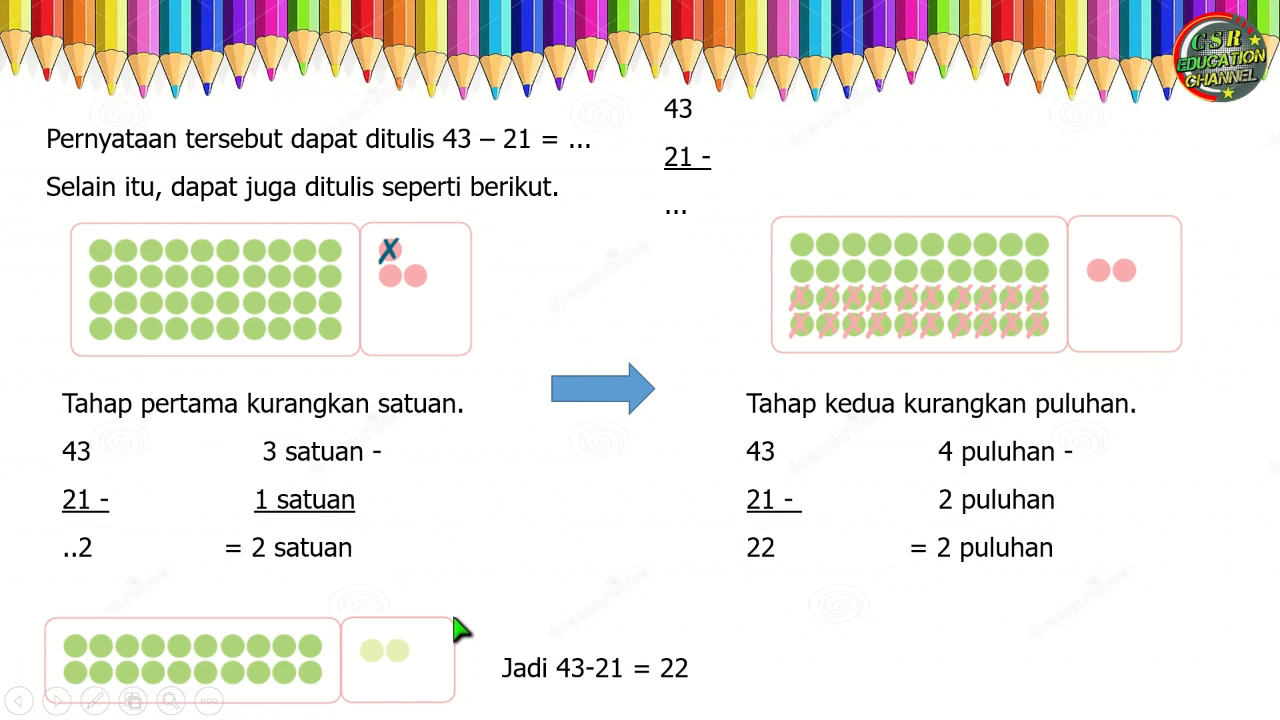 CSR
EDUCATION
CHANNEL
Pernyataan tersebut dapat ditulis 43 – 21 = ...
Selain itu, dapat juga ditulis seperti berikut.
43
21 -
...
Tahap pertama kurangkan satuan.
43 3 satuan -
21 - 1 satuan
..2 = 2 satuan
Tahap kedua kurangkan puluhan.
43 4 puluhan -
21 - 2 puluhan
22 = 2 puluhan
Jadi 43-21 = 22